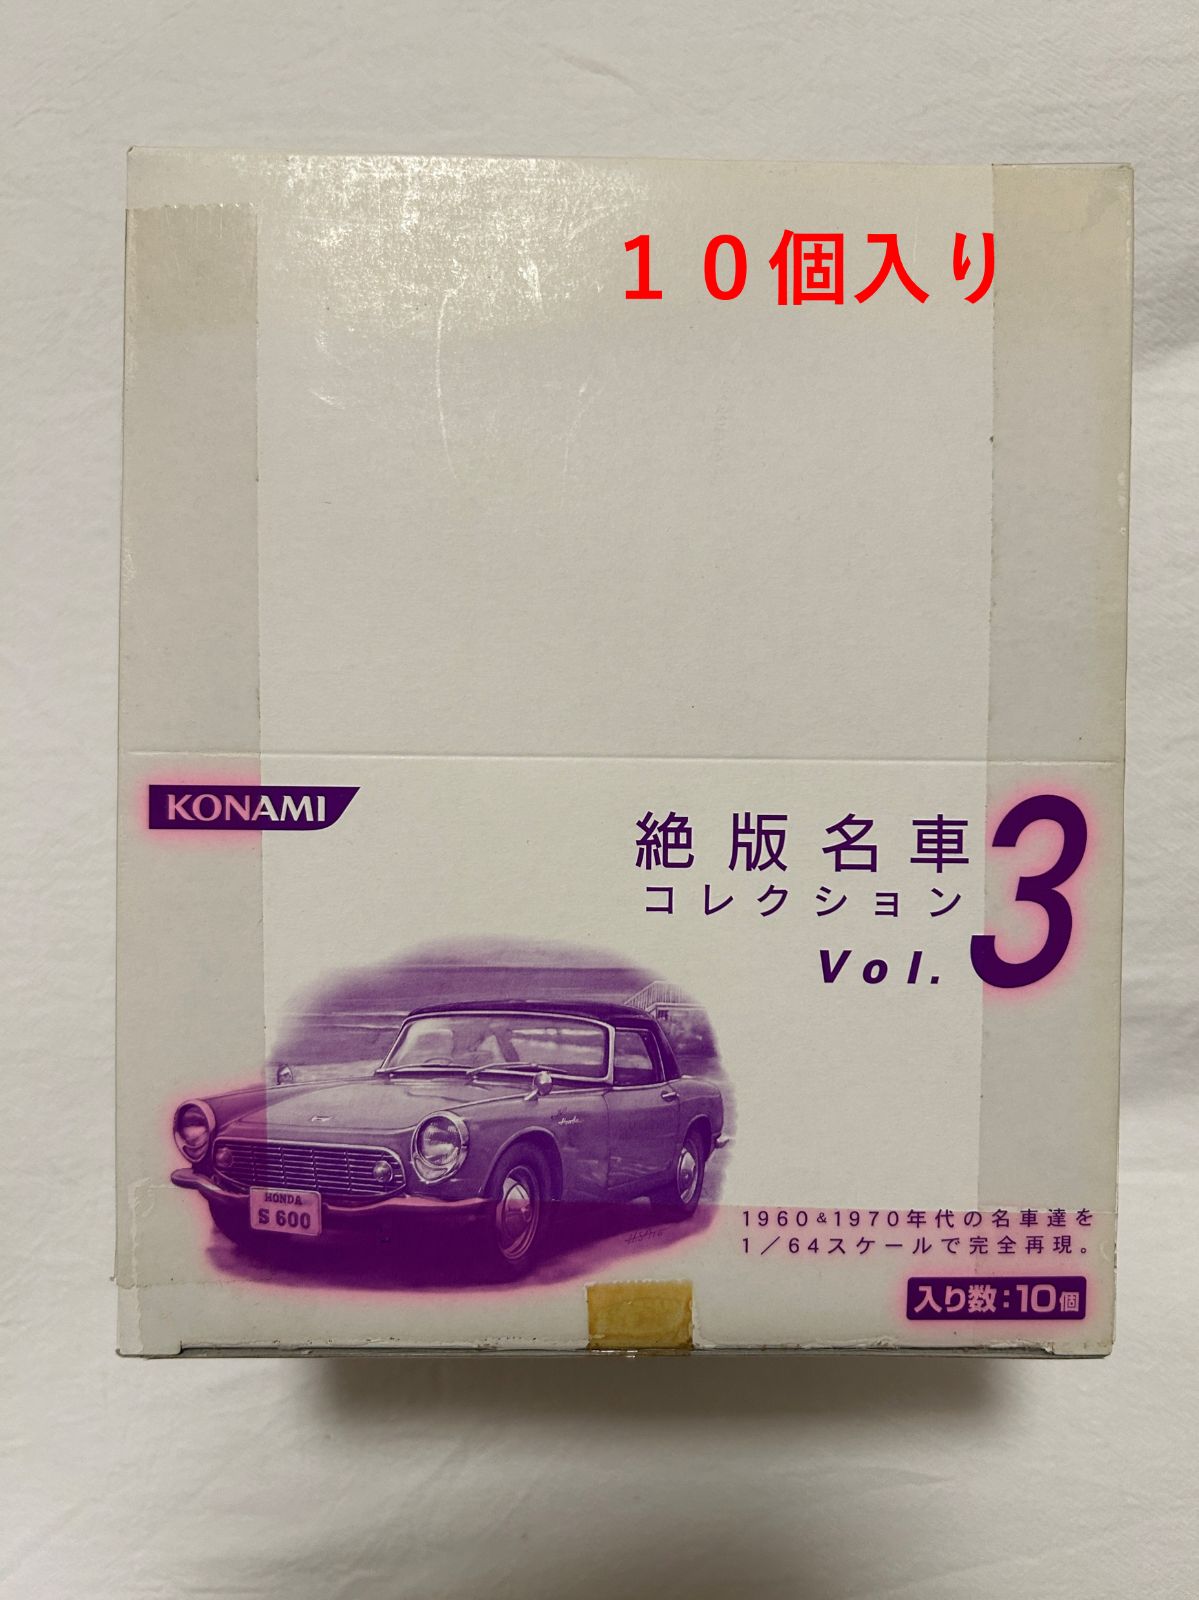 １０個入り
KONAMI
絶版名車
コレクション
Vol. 3
Honda
HONDA
S 600
1960&1970年代の名車達を
1／64スケールで完全再現。
入り数：10個